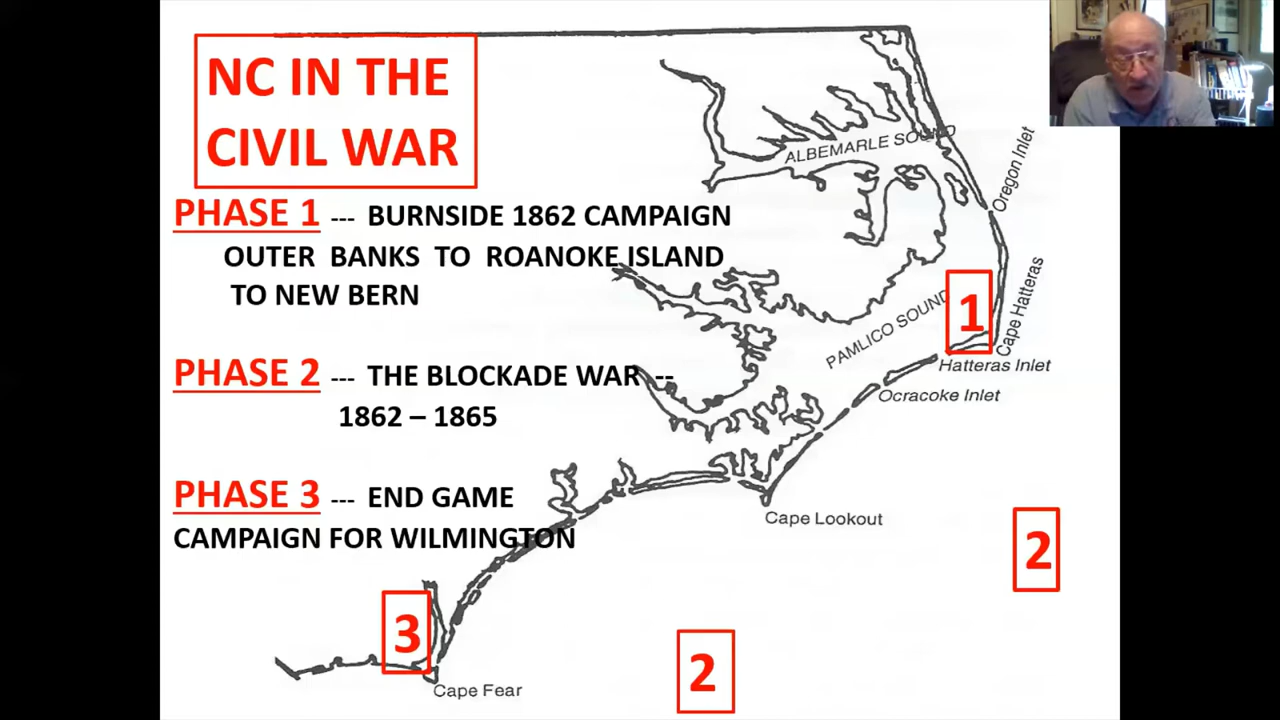 NC IN THE
CIVIL WAR
PHASE 1 --- BURNSIDE 1862 CAMPAIGN
OUTER BANKS TO ROANOKE ISLAND
TO NEW BERN
PHASE 2 --- THE BLOCKADE WAR --
1862 – 1865
PHASE 3 --- END GAME
CAMPAIGN FOR WILMINGTON
ALBEMARLE SOUND
Oregon Inlet
Cape Hatteras
PAMLICO SOUND
1
Hatteras Inlet
Ocracoke Inlet
Cape Lookout
2
3
2
Cape Fear